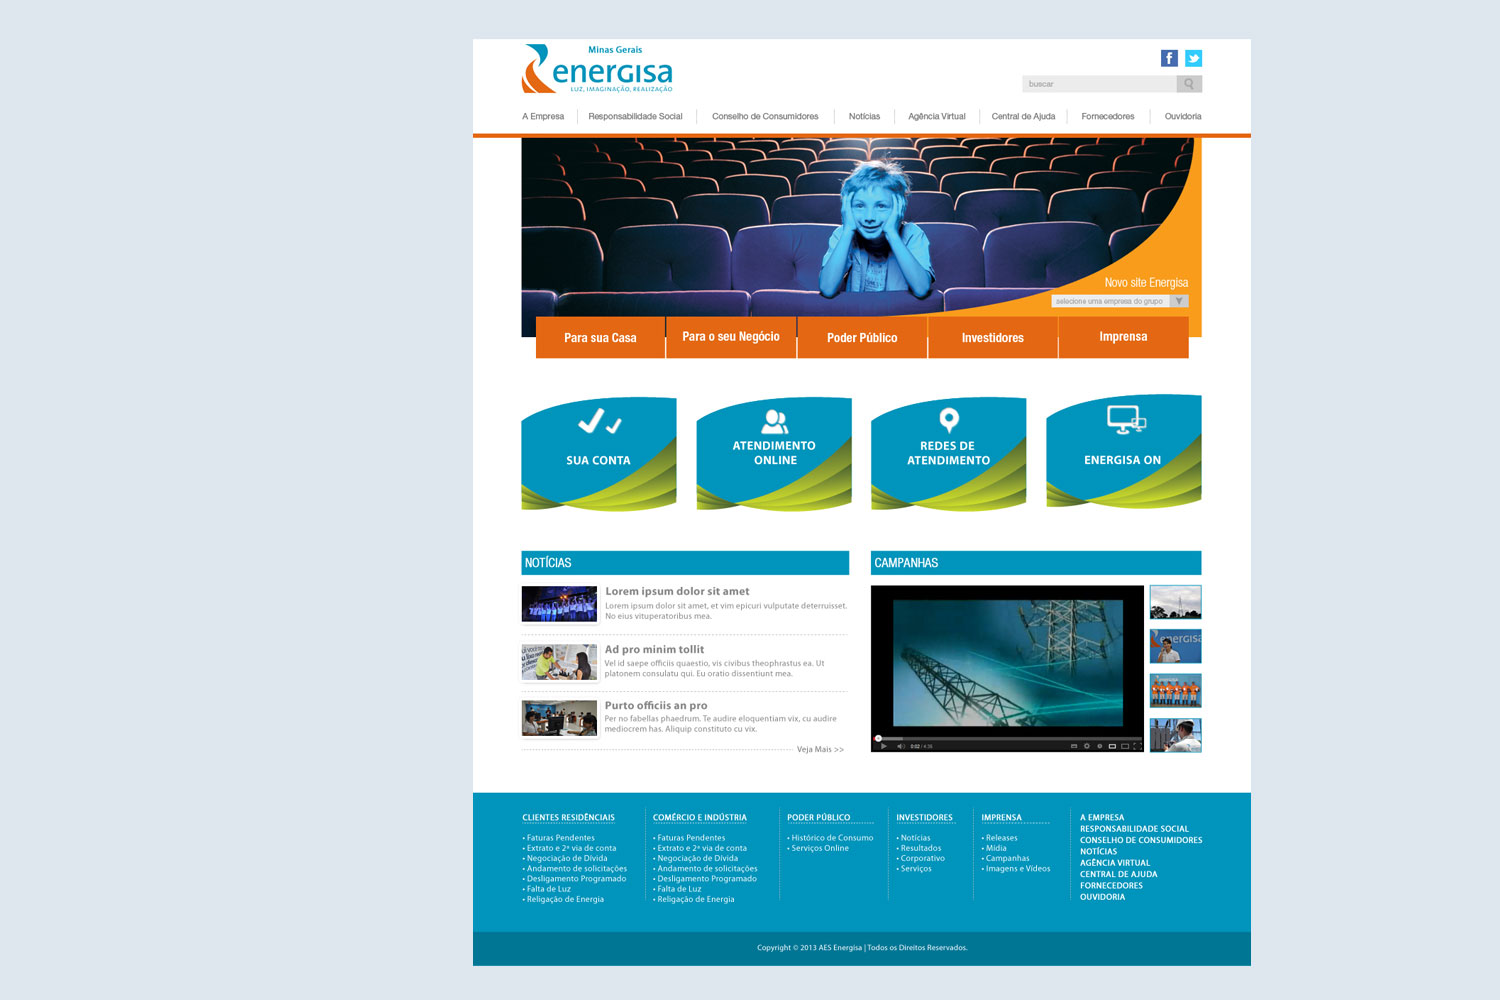 Minas Gerais
energisa
LUZ, IMAGINAÇÃO, REALIZAÇÃO
buscar
A Empresa
Responsabilidade Social
Conselho de Consumidores
Notícias
Agência Virtual
Central de Ajuda
Fornecedores
Ouvidoria
Novo site Energisa
selecione uma empresa do grupo
Para sua Casa
Para o seu Negócio
Poder Público
Investidores
Imprensa
SUA CONTA
ATENDIMENTO
ONLINE
REDES DE
ATENDIMENTO
ENERGISA ON
NOTÍCIAS
Lorem ipsum dolor sit amet
Lorem ipsum dolor sit amet, et vim epicuri vulputate deterruisset.
No eius vituperatoribus mea.
Ad pro minim tollit
Vel id saepe officiis quaestio, vis civibus theophrastus ea. Ut
platonem consulatu qui. Eu oratio dissentiunt mea.
Purto officiis an pro
Per no fabellas phaedrum. Te audire eloquentiam vix, cu audire
mediocrem has. Aliquip constituto cu vix.
Veja Mais >>
CAMPANHAS
energisa
CLIENTES RESIDÊNCIAIS
• Faturas Pendentes
• Extrato e 2ª via de conta
• Negociação de Dívida
• Andamento de solicitações
• Desligamento Programado
• Falta de Luz
• Religação de Energia
COMÉRCIO E INDÚSTRIA
• Faturas Pendentes
• Extrato e 2ª via de conta
• Negociação de Dívida
• Andamento de solicitações
• Desligamento Programado
• Falta de Luz
• Religação de Energia
PODER PÚBLICO
• Histórico de Consumo
• Serviços Online
INVESTIDORES
• Notícias
• Resultados
• Corporativo
• Serviços
IMPRENSA
• Releases
• Mídia
• Campanhas
• Imagens e Vídeos
A EMPRESA
RESPONSABILIDADE SOCIAL
CONSELHO DE CONSUMIDORES
NOTÍCIAS
AGÊNCIA VIRTUAL
CENTRAL DE AJUDA
FORNECEDORES
OUVIDORIA
Copyright © 2013 AES Energisa | Todos os Direitos Reservados.